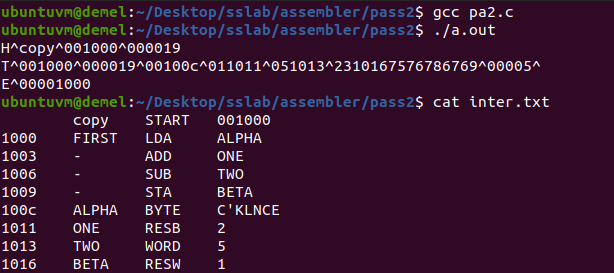 ubuntuvm@demel:~/Desktop/sslab/assembler/pass2$ gcc pa2.c
ubuntuvm@demel:~/Desktop/sslab/assembler/pass2$ ./a.out
H^copy^001000^000019
T^001000^000019^00100c^011011^051013^2310167576786769^00005^
E^00001000
ubuntuvm@demel:~/Desktop/sslab/assembler/pass2$ cat inter.txt
copy START 001000
1000 FIRST LDA ALPHA
1003 - ADD ONE
1006 - SUB TWO
1009 - STA BETA
100c ALPHA BYTE C'KLNCE
1011 ONE RESB 2
1013 TWO WORD 5
1016 BETA RESW 1